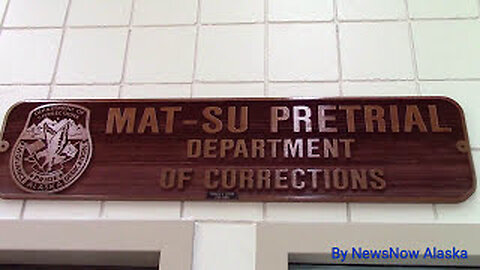 MAT-SU PRETRIAL
DEPARTMENT
OF CORRECTIONS
By NewsNow Alaska